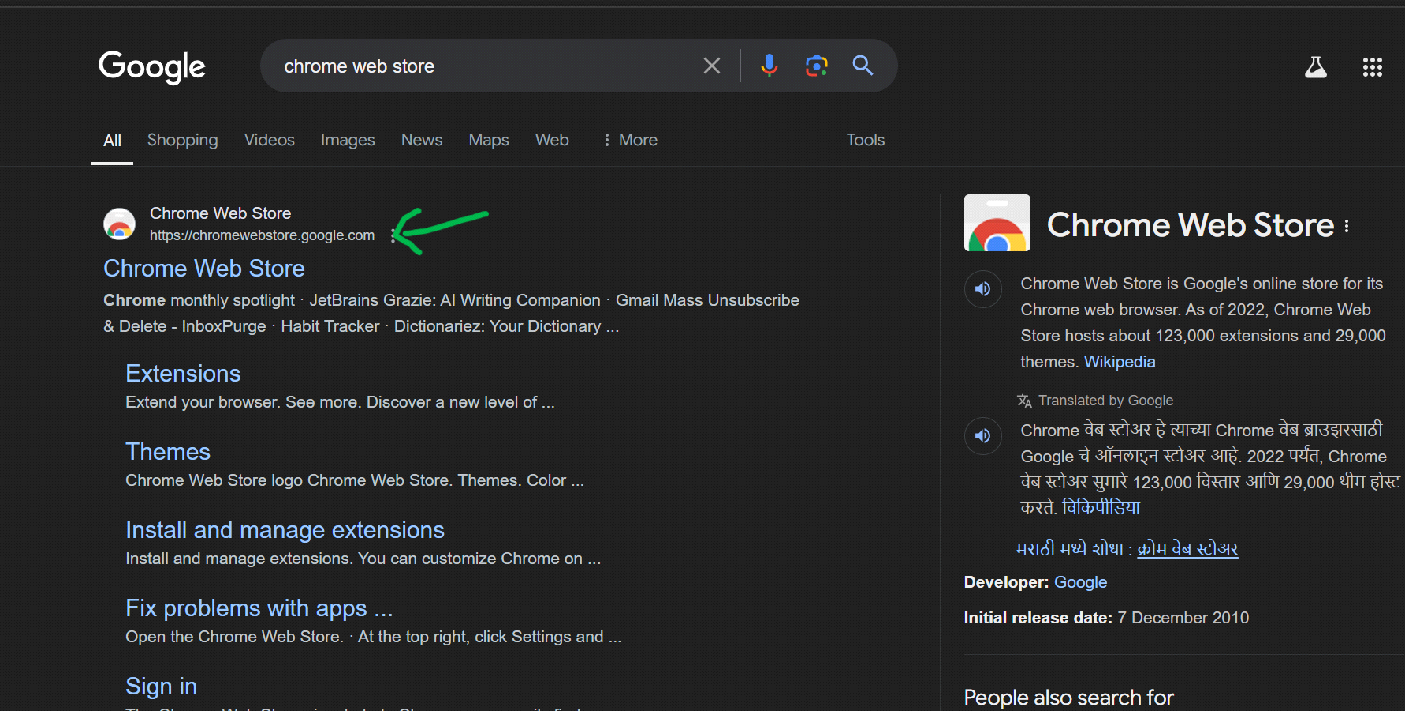 Google
chrome web store
All Shopping Videos Images News Maps Web More Tools
Chrome Web Store
https://chromewebstore.google.com
Chrome Web Store
Chrome monthly spotlight · JetBrains Grazie: AI Writing Companion · Gmail Mass Unsubscribe
& Delete - InboxPurge · Habit Tracker · Dictionariez: Your Dictionary ...
Extensions
Extend your browser. See more. Discover a new level of ...
Themes
Chrome Web Store logo Chrome Web Store. Themes. Color ...
Install and manage extensions
Install and manage extensions. You can customize Chrome on ...
Fix problems with apps ...
Open the Chrome Web Store. · At the top right, click Settings and ...
Sign in
Chrome Web Store
Chrome Web Store is Google's online store for its
Chrome web browser. As of 2022, Chrome Web
Store hosts about 123,000 extensions and 29,000
themes. Wikipedia
Translated by Google
Chrome वेब स्टोअर हे त्याच्या Chrome वेब ब्राउझरसाठी
Google चे ऑनलाइन स्टोअर आहे. 2022 पर्यंत, Chrome
वेब स्टोअर सुमारे 123,000 विस्तार आणि 29,000 थीम होस्ट
करते. विकिपीडिया
मराठी मध्ये शोधा : क्रोम वेब स्टोअर
Developer: Google
Initial release date: 7 December 2010
People also search for